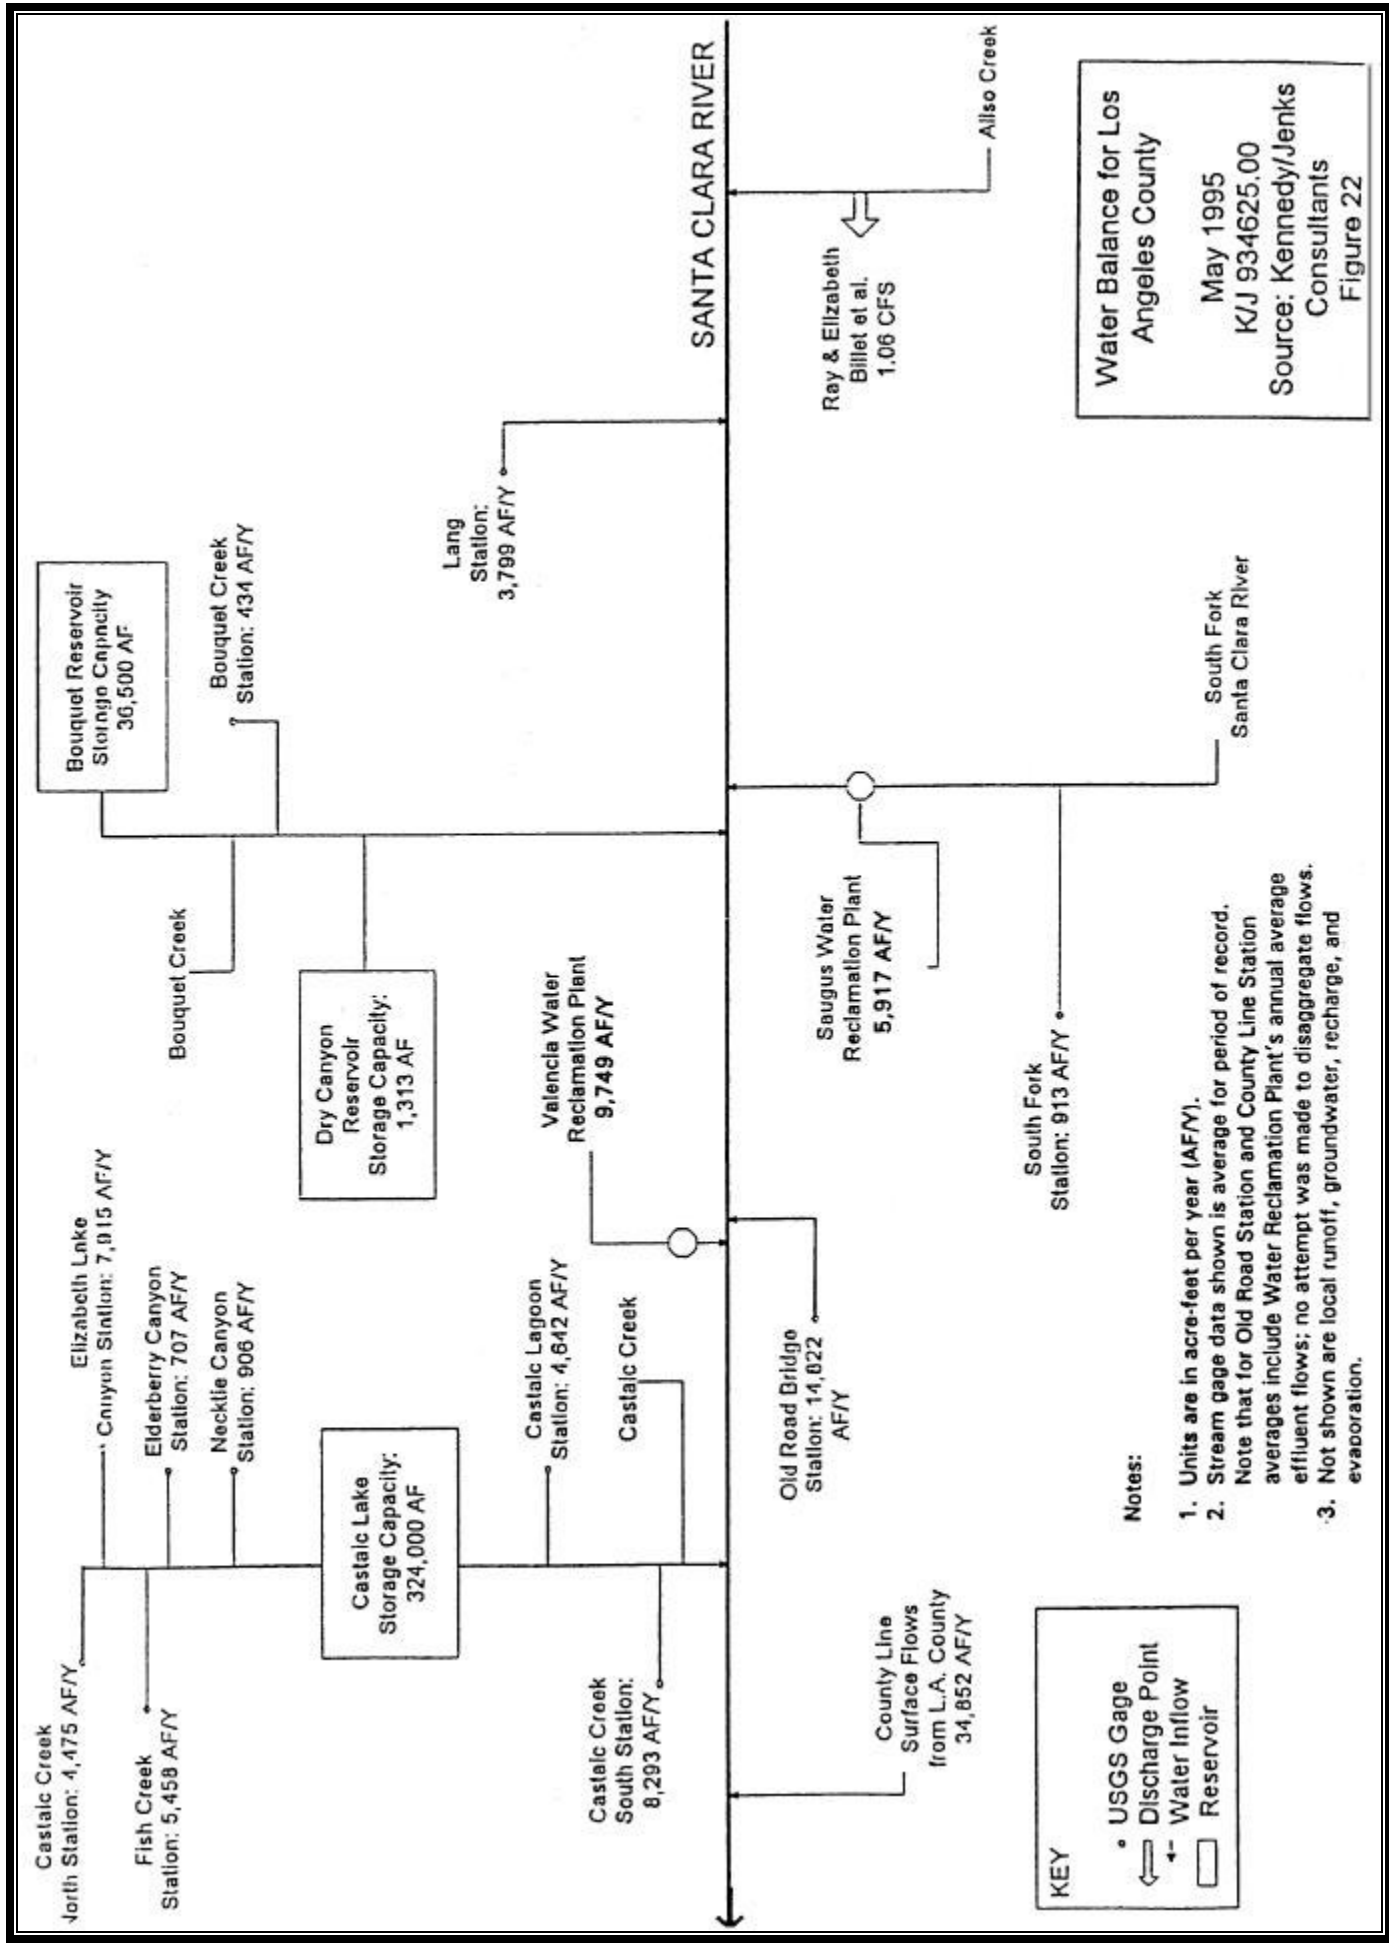 Castaic Creek
North Station: 4,475 AF/Y
Elizabeth Lake
Canyon Station: 7,915 AF/Y
Fish Creek
Station: 5,458 AF/Y
Elderberry Canyon
Station: 707 AF/Y
Necktie Canyon
Station: 906 AF/Y
Castaic Lake
Storage Capacity:
324,000 AF
Castaic Lagoon
Station: 4,642 AF/Y
Castaic Creek
South Station:
8,293 AF/Y
Castaic Creek
Bouquet Reservoir
Storage Capacity
36,500 AF
Bouquet Creek
Bouquet Creek
Station: 434 AF/Y
Dry Canyon
Reservoir
Storage Capacity:
1,313 AF
Valencia Water
Reclamation Plant
9,749 AF/Y
Lang
Station:
3,799 AF/Y
SANTA CLARA RIVER
County Line
Surface Flows
from L.A. County
34,852 AF/Y
Old Road Bridge
Station: 14,822
AF/Y
Saugus Water
Reclamation Plant
5,917 AF/Y
South Fork
Station: 913 AF/Y
South Fork
Santa Clara River
Ray & Elizabeth
Billet et al.
1.06 CFS
Aliso Creek
KEY
USGS Gage
Discharge Point
Water Inflow
Reservoir
Notes:
1. Units are in acre-feet per year (AF/Y).
2. Stream gage data shown is average for period of record.
Note that for Old Road Station and County Line Station
averages include Water Reclamation Plant's annual average
effluent flows; no attempt was made to disaggregate flows.
3. Not shown are local runoff, groundwater, recharge, and
evaporation.
Water Balance for Los
Angeles County
May 1995
K/J 934625.00
Source: Kennedy/Jenks
Consultants
Figure 22